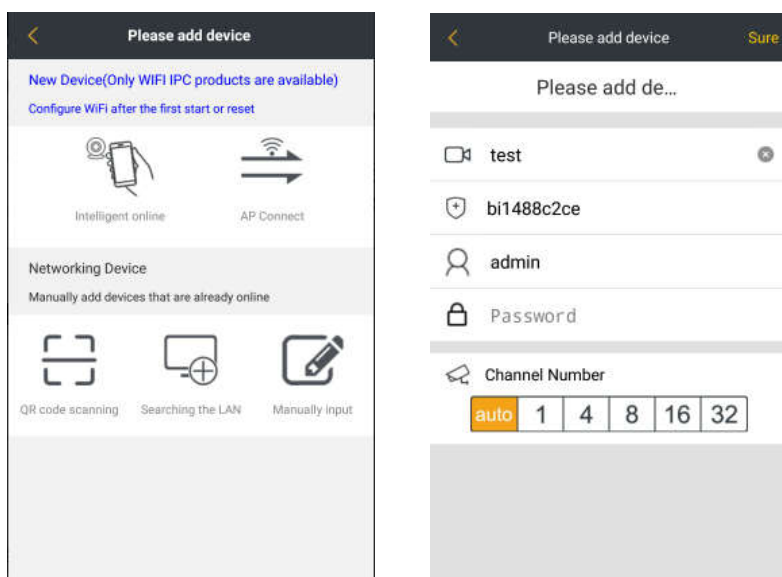 Please add device
New Device(Only WIFI IPC products are available)
Configure WiFi after the first start or reset
Intelligent online
AP Connect
Networking Device
Manually add devices that are already online
QR code scanning
Searching the LAN
Manually input
Please add device
Sure
Please add de...
test
bi1488c2ce
admin
Password
Channel Number
auto 1 4 8 16 32